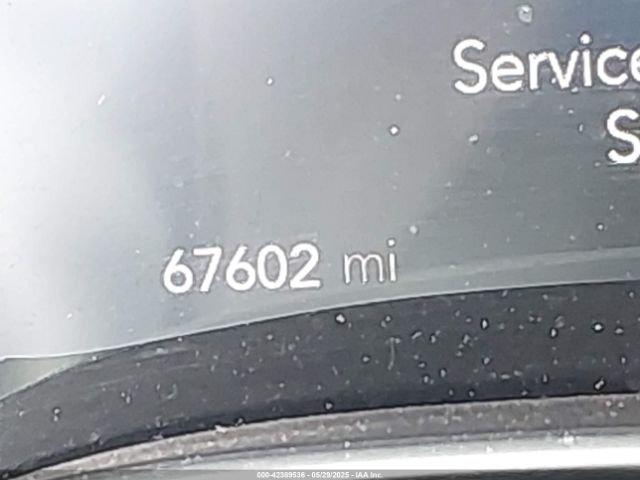 Service
S
67602 mi
000-42389536 - 05/29/2025 - IAA Inc.